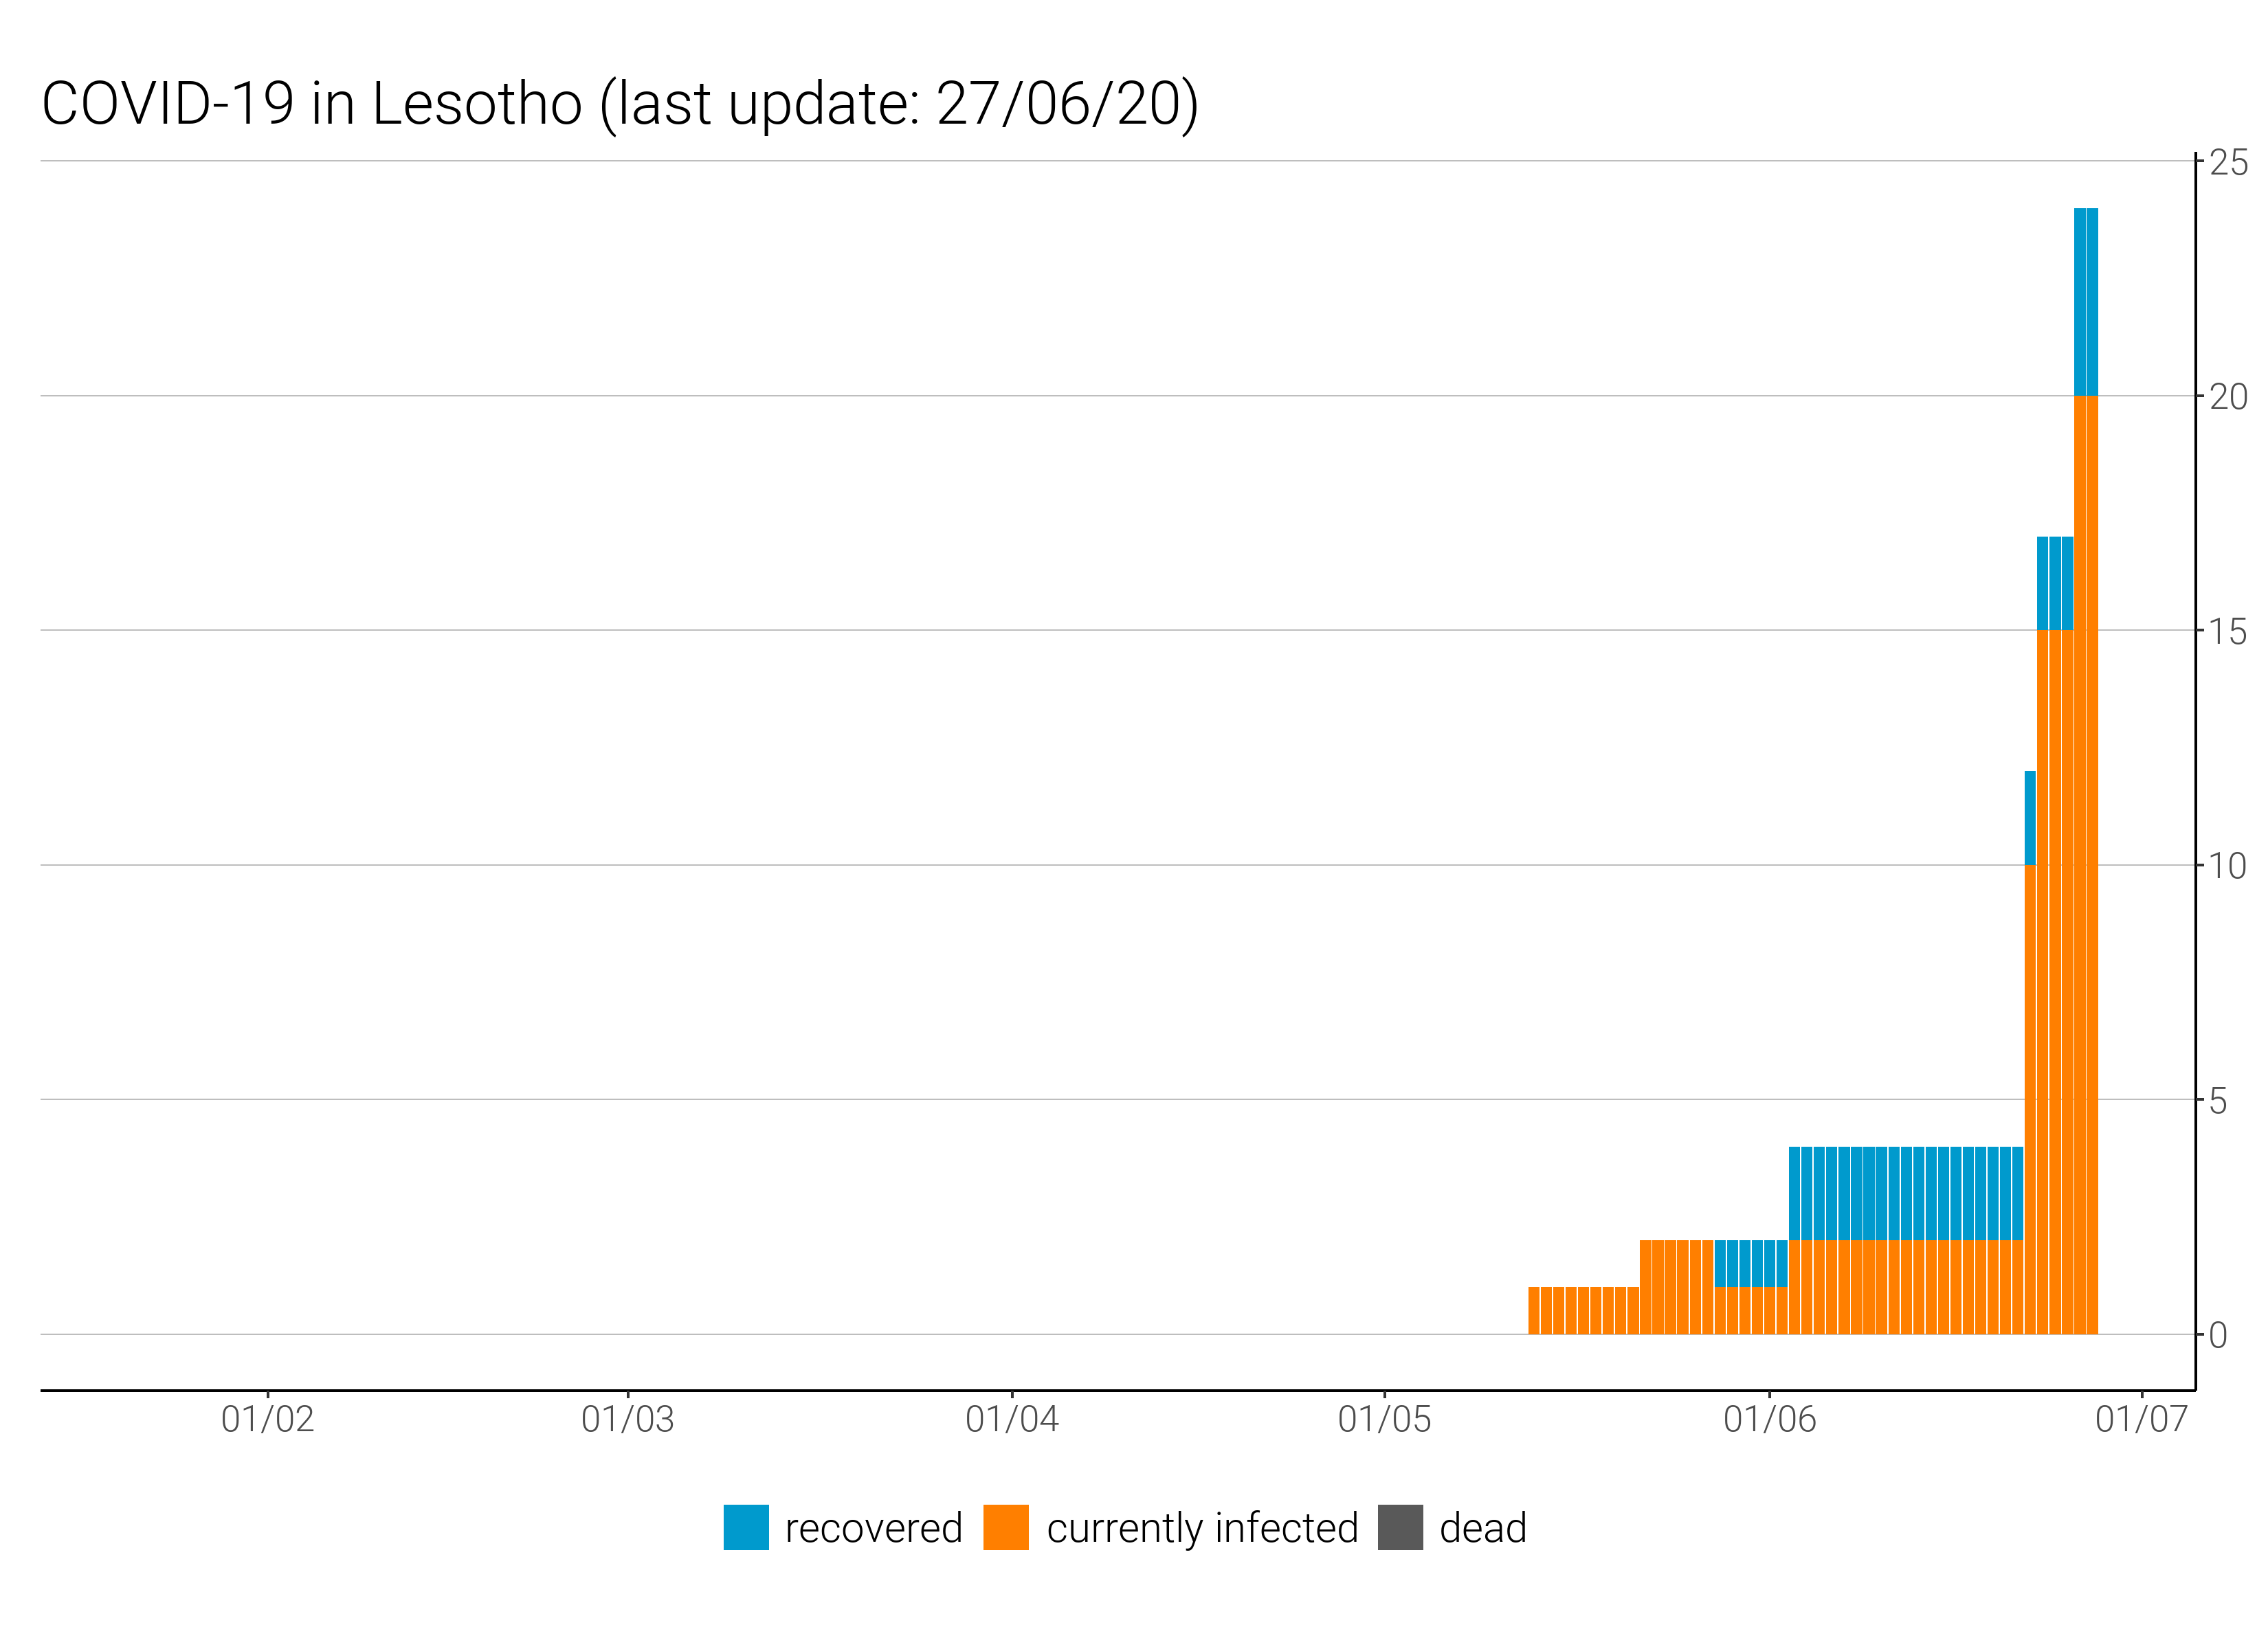 COVID-19 in Lesotho (last update: 27/06/20)
25
20
15
10
5
0
01/02 01/03 01/04 01/05 01/06 01/07
recovered currently infected dead